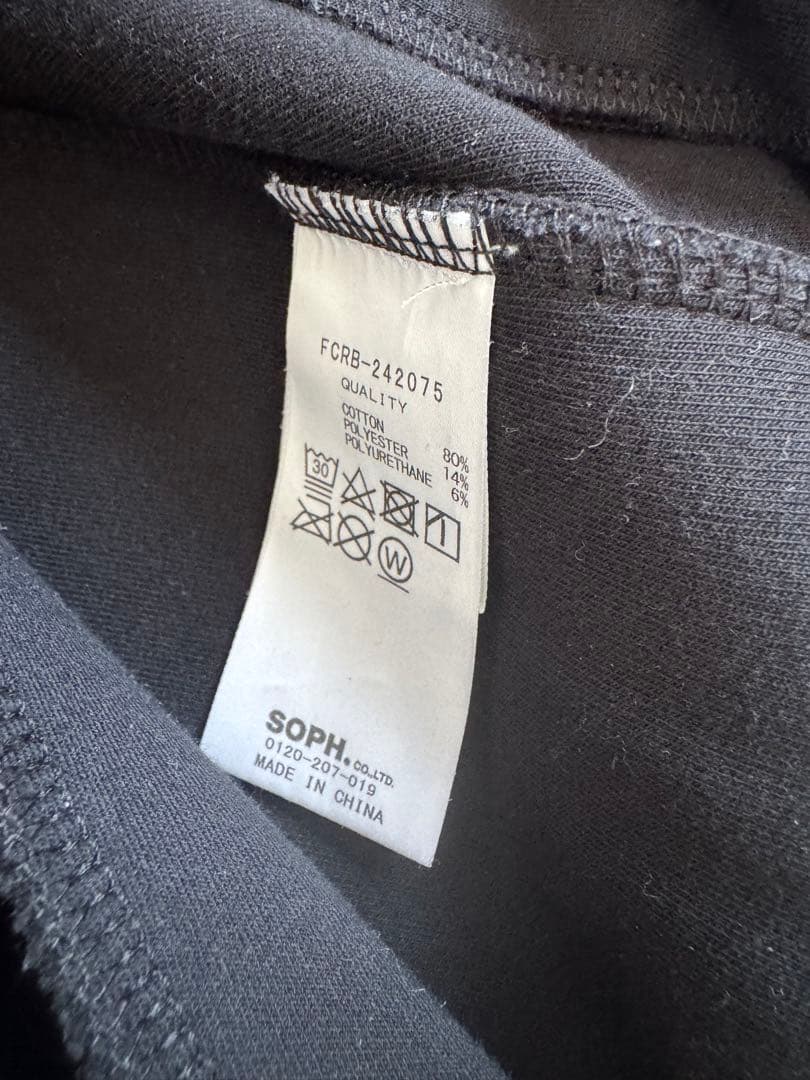 FCRB-242075
QUALITY
COTTON 80%
POLYESTER 14%
POLYURETHANE 6%
30
W
SOPH. CO.,LTD.
0120-207-019
MADE IN CHINA